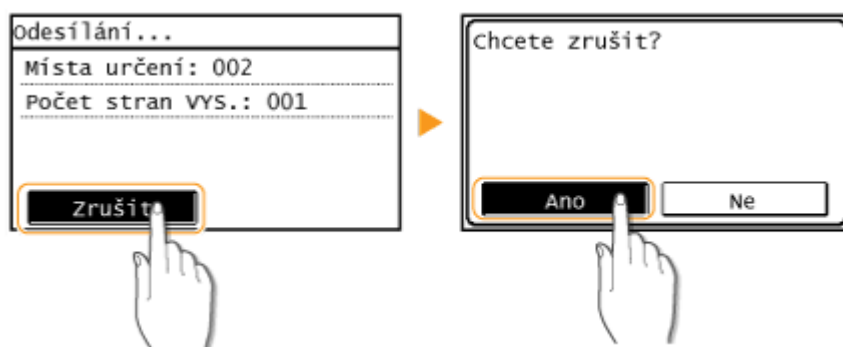 Odesílání...
Místa určení: 002
Počet stran VYS.: 001
Zrušit
Chcete zrušit?
Ano
Ne